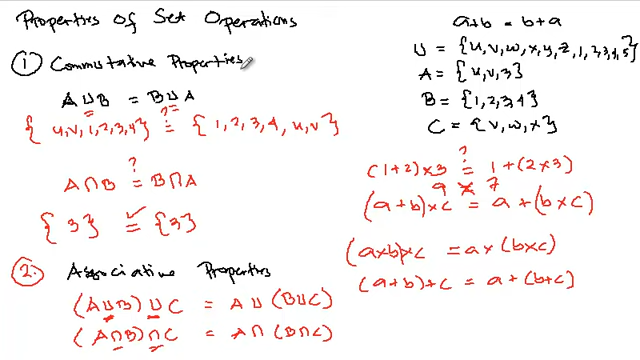 Properties of Set Operations
① Commutative Properties
A∪B = B∪A
{ u,v,1,2,3,4} ?= { 1,2,3,4, u,v }
A∩B ?= B∩A
{ 3} ✓= {3}
②. Associative Properties
(A∪B)∪C = A∪(B∪C)
(A∩B)∩C = A∩(B∩C)
a+b = b+a
U = {u,v,w,x,y,z,1,2,3,4,5}
A = {u,v,3}
B = {1,2,3,4}
C = {v,w,x}
(1+2)×3 ?= 1+(2×3)
9 ≠ 7
(a+b)×c = a+(b×c)
(a×b)×c = a×(b×c)
(a+b)+c = a+(b+c)